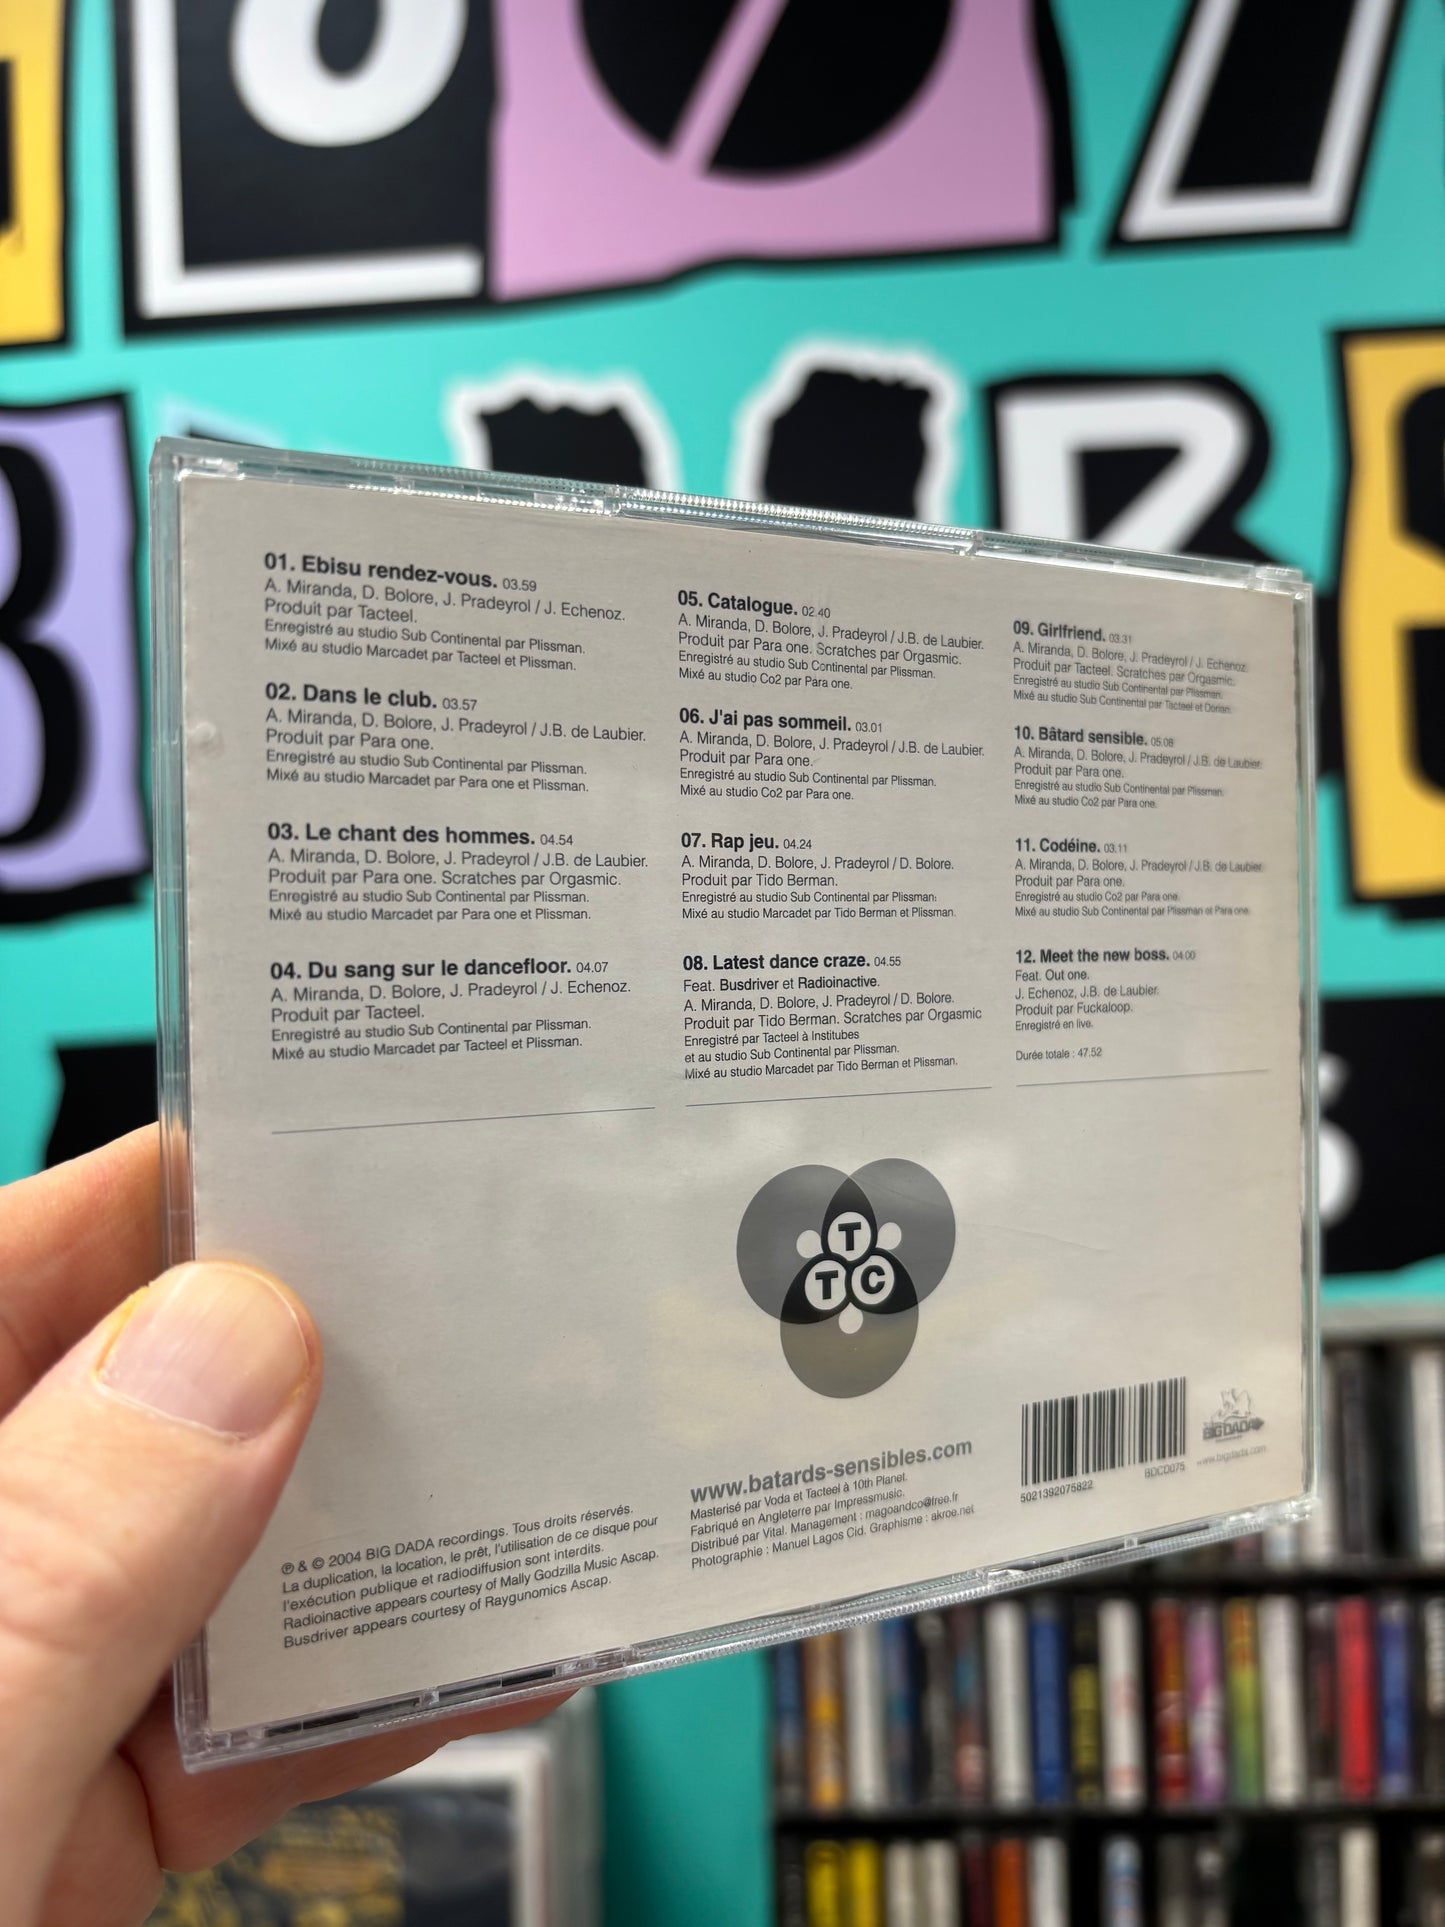 01. Ebisu rendez-vous. 03.59
A. Miranda, D. Bolore, J. Pradeyrol / J. Echenoz.
Produit par Tacteel.
Enregistré au studio Sub Continental par Plissman.
Mixé au studio Marcadet par Tacteel et Plissman.
02. Dans le club. 03.57
A. Miranda, D. Bolore, J. Pradeyrol / J.B. de Laubier.
Produit par Para one.
Enregistré au studio Sub Continental par Plissman.
Mixé au studio Marcadet par Para one et Plissman.
03. Le chant des hommes. 04.54
A. Miranda, D. Bolore, J. Pradeyrol / J.B. de Laubier.
Produit par Para one. Scratches par Orgasmic.
Enregistré au studio Sub Continental par Plissman.
Mixé au studio Marcadet par Para one et Plissman.
04. Du sang sur le dancefloor. 04.07
A. Miranda, D. Bolore, J. Pradeyrol / J. Echenoz.
Produit par Tacteel.
Enregistré au studio Sub Continental par Plissman.
Mixé au studio Marcadet par Tacteel et Plissman.
05. Catalogue. 02 40
A. Miranda, D. Bolore, J. Pradeyrol / J.B. de Laubier.
Produit par Para one. Scratches par Orgasmic.
Enregistré au studio Sub Continental par Plissman.
Mixé au studio Co2 par Para one.
06. J'ai pas sommeil. 03.01
A. Miranda, D. Bolore, J. Pradeyrol / J.B. de Laubier.
Produit par Para one.
Enregistré au studio Sub Continental par Plissman.
Mixé au studio Co2 par Para one.
07. Rap jeu. 04.24
A. Miranda, D. Bolore, J. Pradeyrol / D. Bolore.
Produit par Tido Berman.
Enregistré au studio Sub Continental par Plissman.
Mixé au studio Marcadet par Tido Berman et Plissman.
08. Latest dance craze. 04.55
Feat. Busdriver et Radioinactive.
A. Miranda, D. Bolore, J. Pradeyrol / D. Bolore.
Produit par Tido Berman. Scratches par Orgasmic
Enregistré par Tacteel à Institubes
et au studio Sub Continental par Plissman.
Mixé au studio Marcadet par Tido Berman et Plissman.
09. Girlfriend. 03.31
A. Miranda, D. Bolore, J. Pradeyrol / J. Echenoz.
Produit par Tacteel. Scratches par Orgasmic.
Enregistré au studio Sub Continental par Plissman.
Mixé au studio Sub Continental par Tacteel et Dorian.
10. Bâtard sensible. 05.08
A. Miranda, D. Bolore, J. Pradeyrol / J.B. de Laubier.
Produit par Para one.
Enregistré au studio Sub Continental par Plissman.
Mixé au studio Co2 par Para one.
11. Codéine. 03.11
A. Miranda, D. Bolore, J. Pradeyrol / J.B. de Laubier.
Produit par Para one.
Enregistré au studio Co2 par Para one.
Mixé au studio Sub Continental par Plissman et Para one.
12. Meet the new boss. 04.00
Feat. Out one.
J. Echenoz, J.B. de Laubier.
Produit par Fuckaloop.
Enregistré en live.
Durée totale : 47.52
T
T C
℗ & © 2004 BIG DADA recordings. Tous droits réservés.
La duplication, la location, le prêt, l'utilisation de ce disque pour
l'exécution publique et radiodiffusion sont interdits.
Radioinactive appears courtesy of Mally Godzilla Music Ascap.
Busdriver appears courtesy of Raygunomics Ascap.
www.batards-sensibles.com
Masterisé par Voda et Tacteel à 10th Planet.
Fabriqué en Angleterre par Impressmusic.
Distribué par Vital. Management : magoandco@free.fr
Photographie : Manuel Lagos Cid. Graphisme : akroe.net
5021392075822
BDCD075
BIG DADA
www.bigdada.com